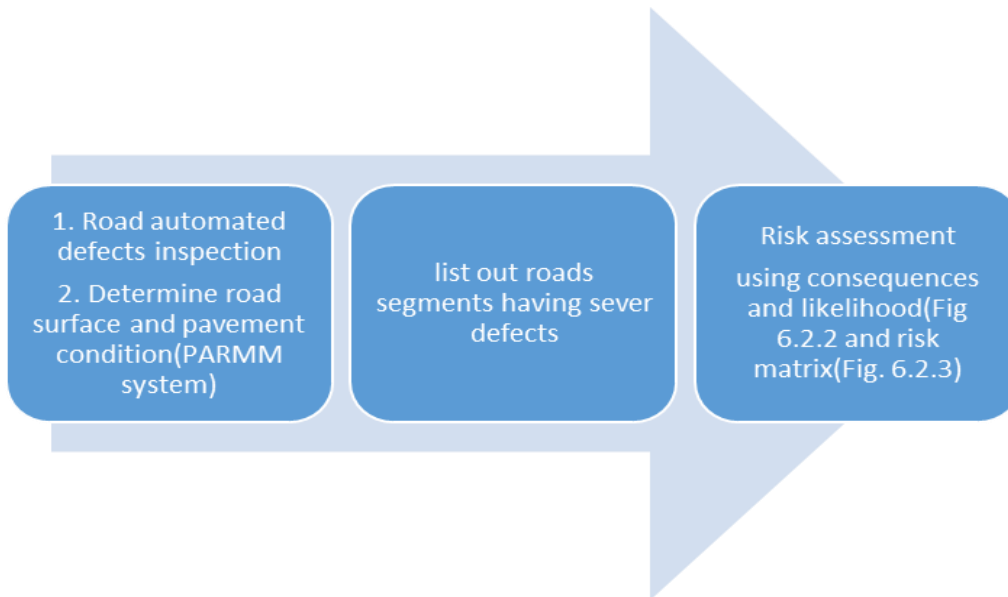 1. Road automated
defects inspection
2. Determine road
surface and pavement
condition(PARMM
system)
list out roads
segments having sever
defects
Risk assessment
using consequences
and likelihood(Fig
6.2.2 and risk
matrix(Fig. 6.2.3)